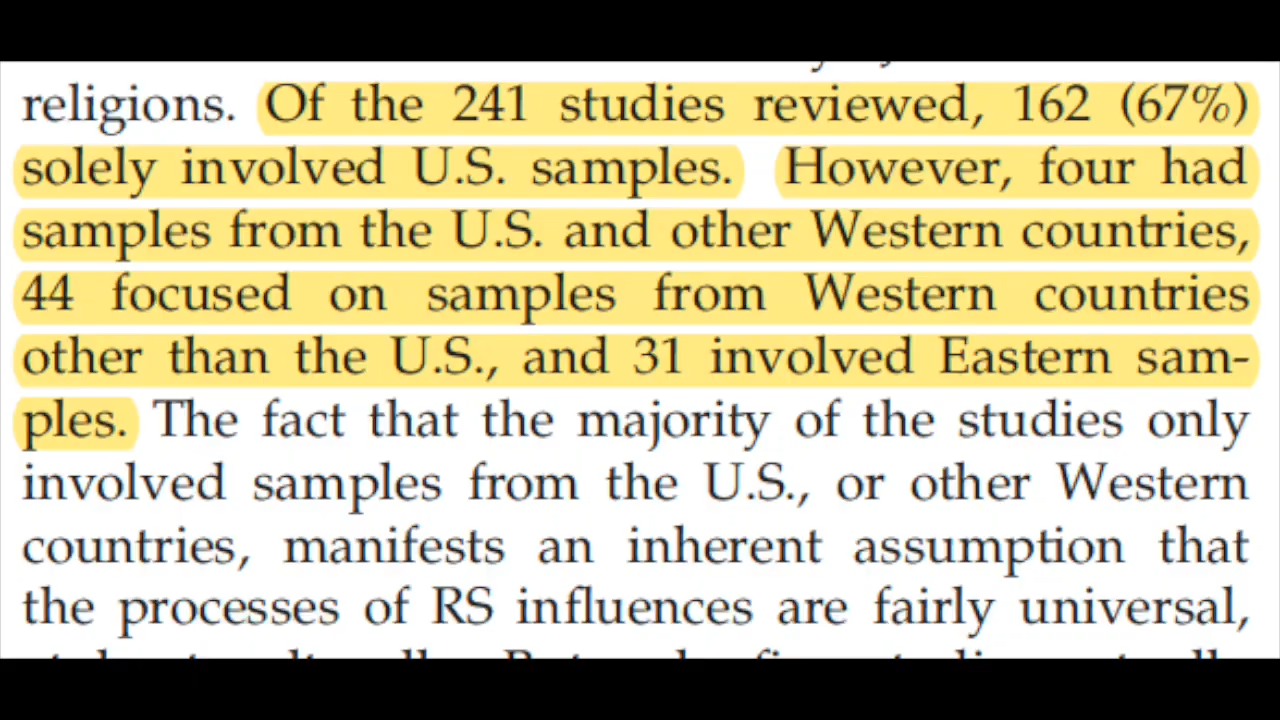 religions. Of the 241 studies reviewed, 162 (67%)
solely involved U.S. samples. However, four had
samples from the U.S. and other Western countries,
44 focused on samples from Western countries
other than the U.S., and 31 involved Eastern sam-
ples. The fact that the majority of the studies only
involved samples from the U.S., or other Western
countries, manifests an inherent assumption that
the processes of RS influences are fairly universal,